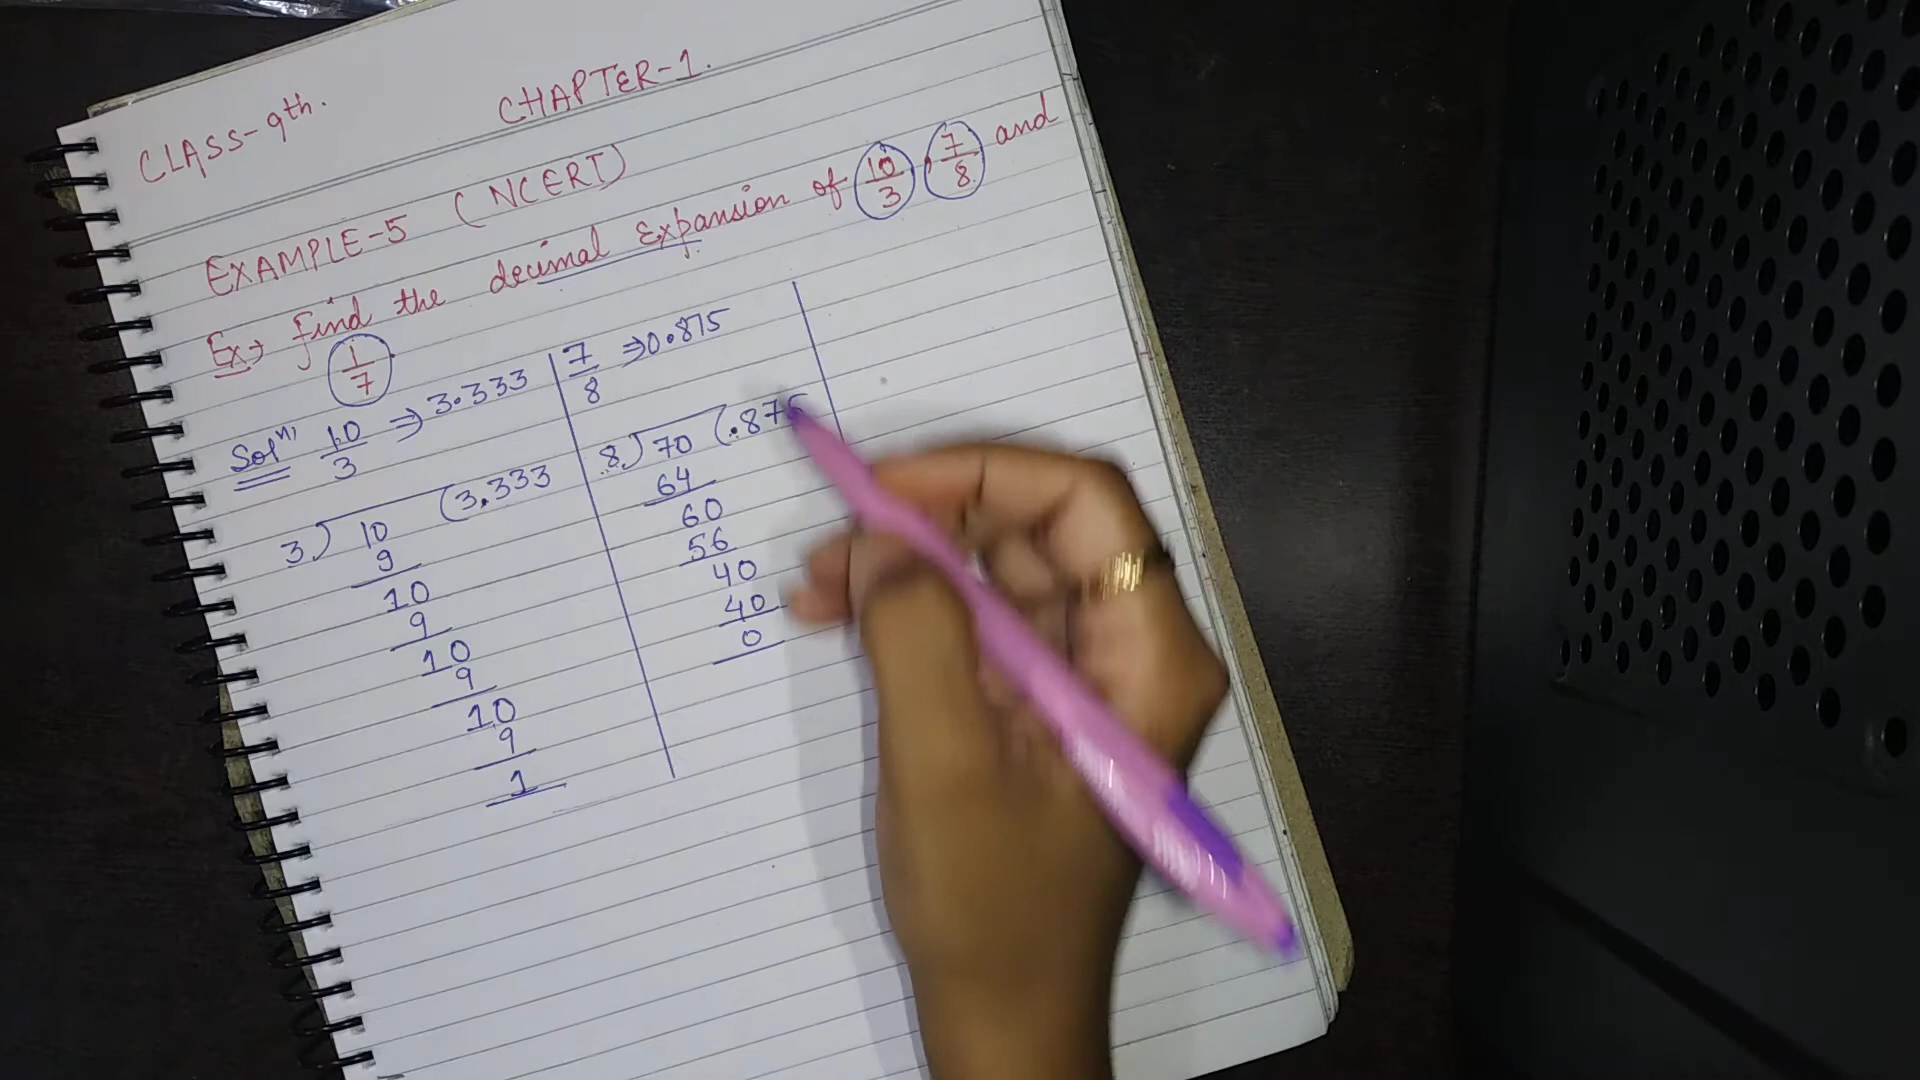 CLASS-9th.
CHAPTER-1.
EXAMPLE-5 (NCERT)
Ex→ Find the decimal expansion of 10/3, 7/8 and
1/7.
Solⁿ, 10/3 ⇒ 3.333
3) 10 (3.333
9
10
9
10
9
10
9
1
7/8 ⇒ 0.875
8) 70 (.875
64
60
56
40
40
0